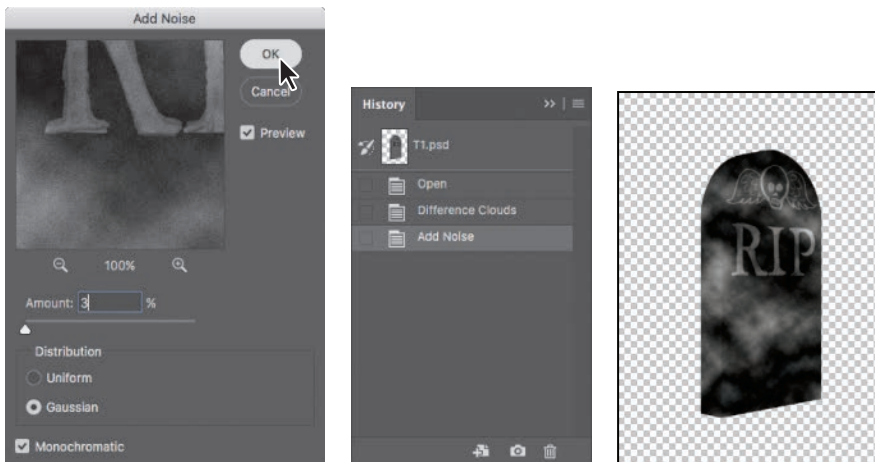 Add Noise
OK
Cancel
Preview
100%
Amount: 3 %
Distribution
Uniform
Gaussian
Monochromatic
History
T1.psd
Open
Difference Clouds
Add Noise
RIP